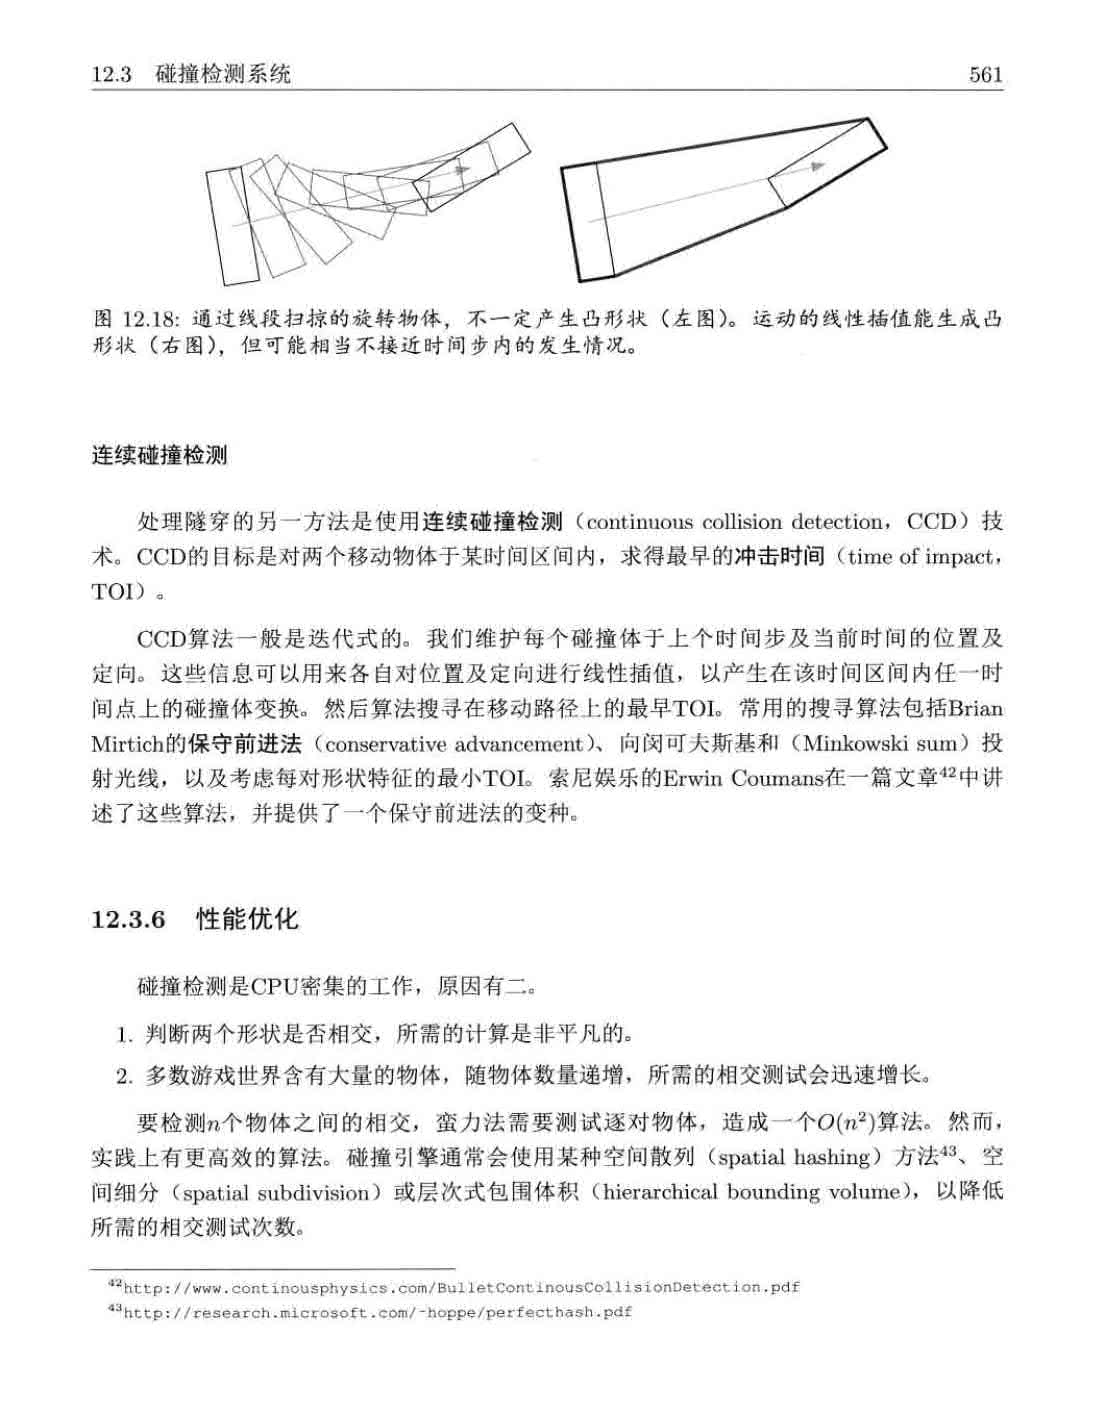 12.3 碰撞检测系统 561
图 12.18: 通过线段扫掠的旋转物体，不一定产生凸形状（左图）。运动的线性插值能生成凸
形状（右图），但可能相当不接近时间步内的发生情况。
连续碰撞检测
处理隧穿的另一方法是使用连续碰撞检测（continuous collision detection，CCD）技
术。CCD的目标是对两个移动物体于某时间区间内，求得最早的冲击时间（time of impact，
TOI）。
CCD算法一般是迭代式的。我们维护每个碰撞体于上个时间步及当前时间的位置及
定向。这些信息可以用来各自对位置及定向进行线性插值，以产生在该时间区间内任一时
间点上的碰撞体变换。然后算法搜寻在移动路径上的最早TOI。常用的搜寻算法包括Brian
Mirtich的保守前进法（conservative advancement）、向闵可夫斯基和（Minkowski sum）投
射光线，以及考虑每对形状特征的最小TOI。索尼娱乐的Erwin Coumans在一篇文章42中讲
述了这些算法，并提供了一个保守前进法的变种。
12.3.6 性能优化
碰撞检测是CPU密集的工作，原因有二。
1. 判断两个形状是否相交，所需的计算是非平凡的。
2. 多数游戏世界含有大量的物体，随物体数量递增，所需的相交测试会迅速增长。
要检测n个物体之间的相交，蛮力法需要测试逐对物体，造成一个O(n²)算法。然而，
实践上有更高效的算法。碰撞引擎通常会使用某种空间散列（spatial hashing）方法43、空
间细分（spatial subdivision）或层次式包围体积（hierarchical bounding volume），以降低
所需的相交测试次数。
42http://www.continousphysics.com/BulletContinousCollisionDetection.pdf
43http://research.microsoft.com/~hoppe/perfecthash.pdf